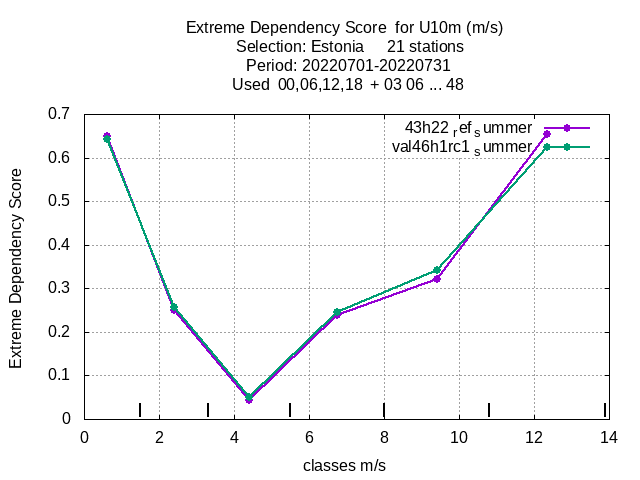 Extreme Dependency Score  for U10m (m/s)
Selection: Estonia     21 stations
Period: 20220701-20220731
Used  00,06,12,18  + 03 06 ... 48
43h22 ref summer
val46h1rc1 summer
Extreme Dependency Score
0.7
0.6
0.5
0.4
0.3
0.2
0.1
0
0 2 4 6 8 10 12 14
classes m/s